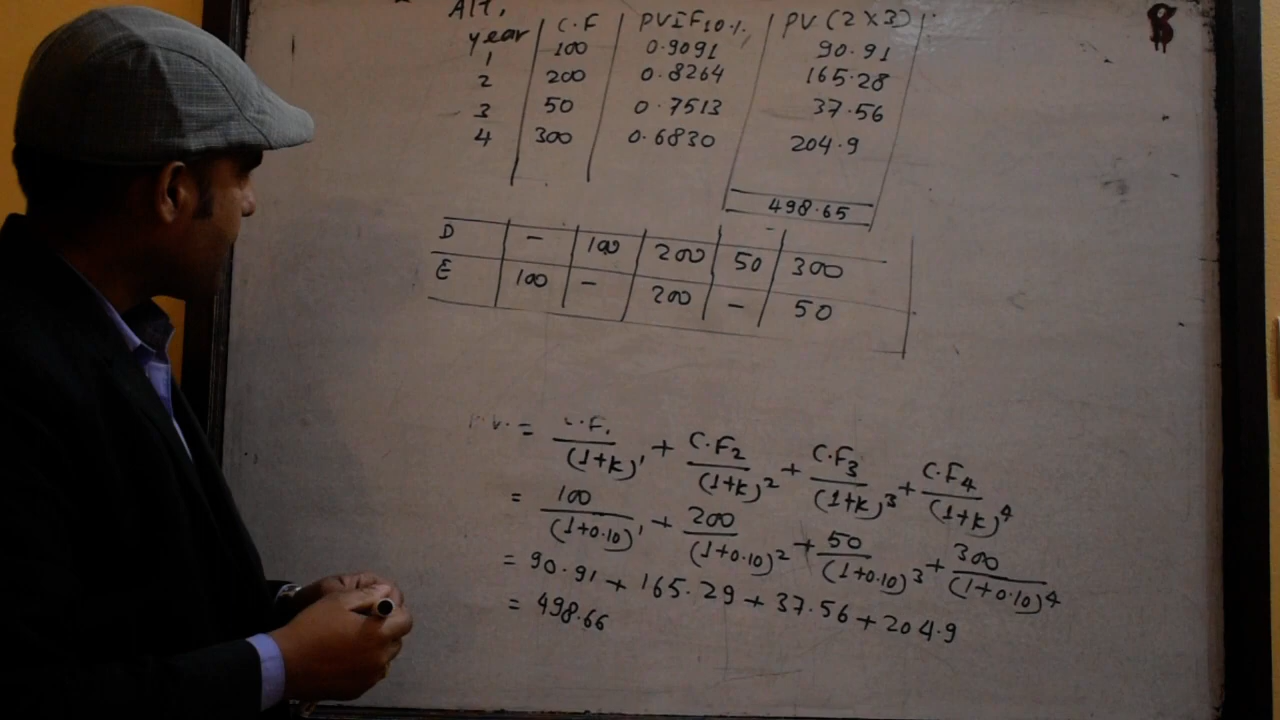 Alt,
year | C.F | PVIF10%. | PV (2 X 3)
1 | 100 | 0.9091 | 90.91
2 | 200 | 0.8264 | 165.28
3 | 50 | 0.7513 | 37.56
4 | 300 | 0.6830 | 204.9
498.65
D | - | 100 | 200 | 50 | 300
E | 100 | - | 200 | - | 50
= C.F1/(1+k)^1 + C.F2/(1+k)^2 + C.F3/(1+k)^3 + C.F4/(1+k)^4
= 100/(1+0.10)^1 + 200/(1+0.10)^2 + 50/(1+0.10)^3 + 300/(1+0.10)^4
= 90.91 + 165.29 + 37.56 + 204.9
= 498.66